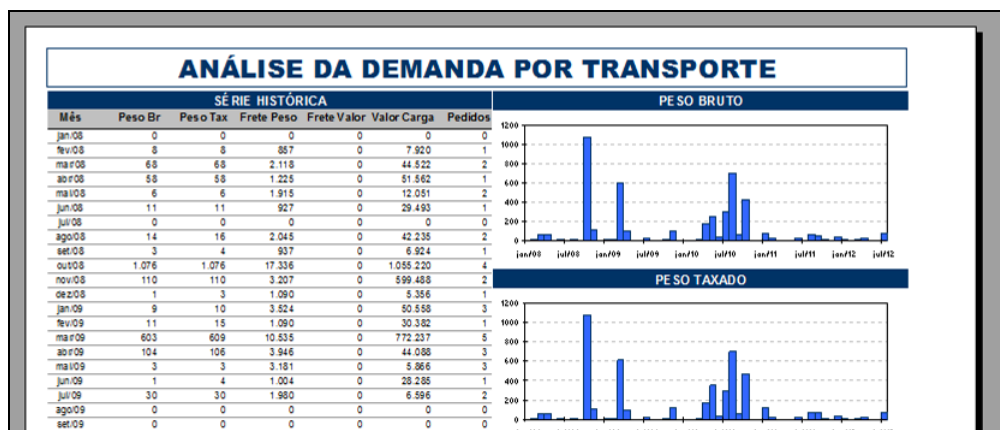 ANÁLISE DA DEMANDA POR TRANSPORTE
SÉRIE HISTÓRICA
Mês Peso Br Peso Tax Frete Peso Frete Valor Valor Carga Pedidos
jan/08 0 0 0 0 0 0
fev/08 8 8 857 0 7.920 1
mar/08 68 68 2.118 0 44.522 2
abr/08 58 58 1.225 0 51.562 1
mai/08 6 6 1.915 0 12.051 2
jun/08 11 11 927 0 29.493 1
jul/08 0 0 0 0 0 0
ago/08 14 16 2.045 0 42.235 2
set/08 3 4 937 0 6.924 1
out/08 1.076 1.076 17.336 0 1.055.220 4
nov/08 110 110 3.207 0 599.488 2
dez/08 1 3 1.090 0 5.356 1
jan/09 9 10 3.524 0 50.558 3
fev/09 11 15 1.090 0 30.382 1
mar/09 603 609 10.535 0 772.237 5
abr/09 104 106 3.946 0 44.088 3
mai/09 3 3 3.181 0 5.866 3
jun/09 1 4 1.004 0 28.285 1
jul/09 30 30 1.980 0 6.596 2
ago/09 0 0 0 0 0 0
set/09 0 0 0 0 0 0
PESO BRUTO
1200
1000
800
600
400
200
0
jan/08 jul/08 jan/09 jul/09 jan/10 jul/10 jan/11 jul/11 jan/12 jul/12
PESO TAXADO
1200
1000
800
600
400
200
0